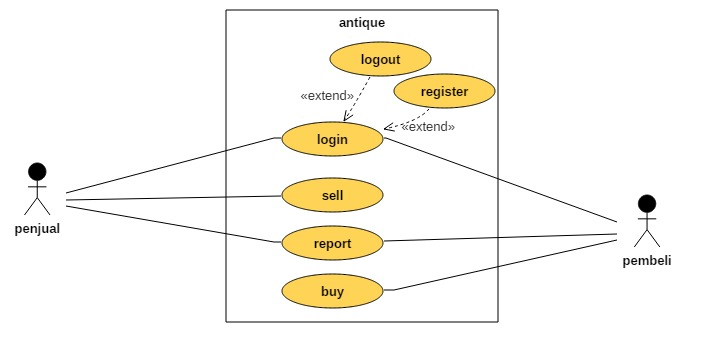 antique
logout
«extend»
register
«extend»
login
sell
report
buy
penjual
pembeli